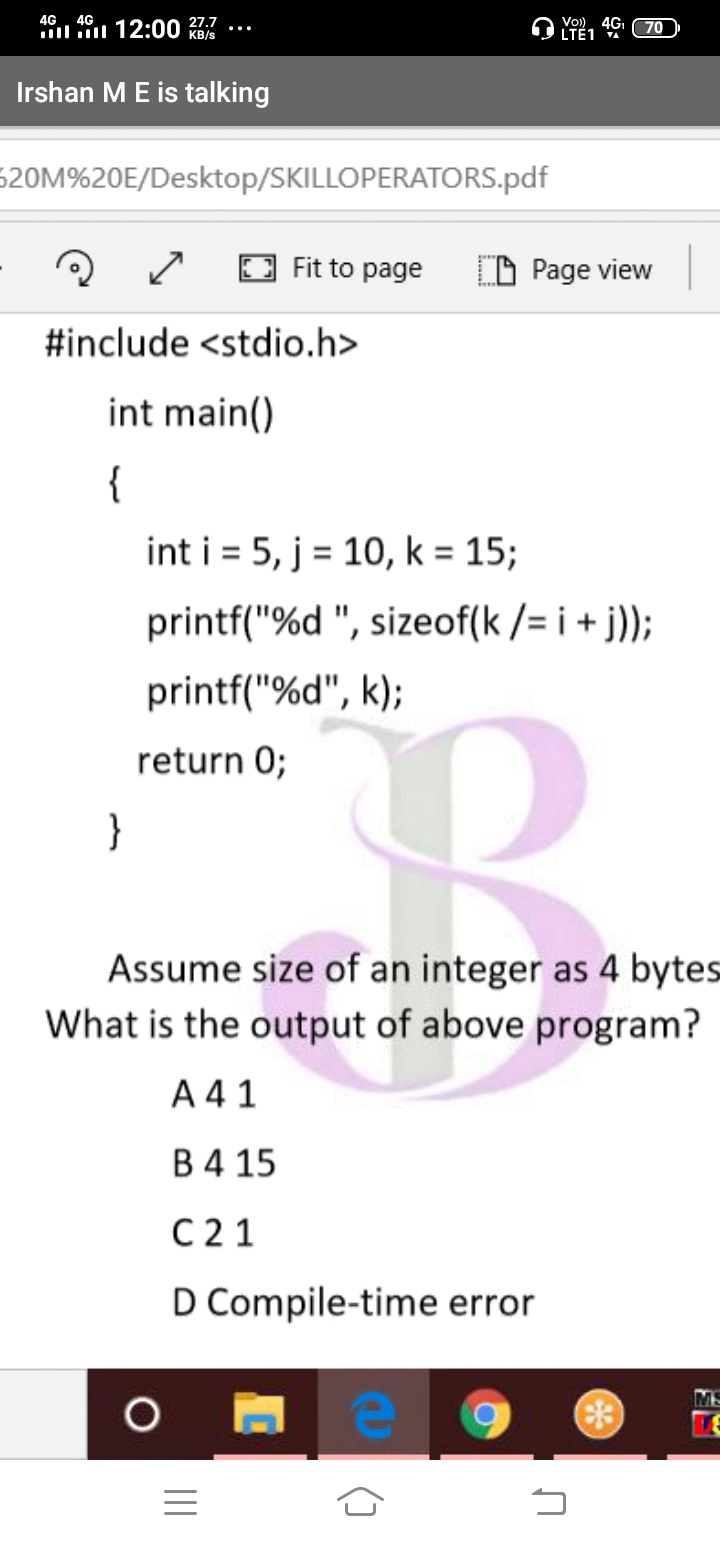 4G 4G 12:00 27.7 KB/s ... Vo)) LTE1 4G 70
Irshan M E is talking
%20M%20E/Desktop/SKILLOPERATORS.pdf
Fit to page Page view
#include <stdio.h>
int main()
{
int i = 5, j = 10, k = 15;
printf("%d ", sizeof(k /= i + j));
printf("%d", k);
return 0;
}
Assume size of an integer as 4 bytes
What is the output of above program?
A 4 1
B 4 15
C 2 1
D Compile-time error